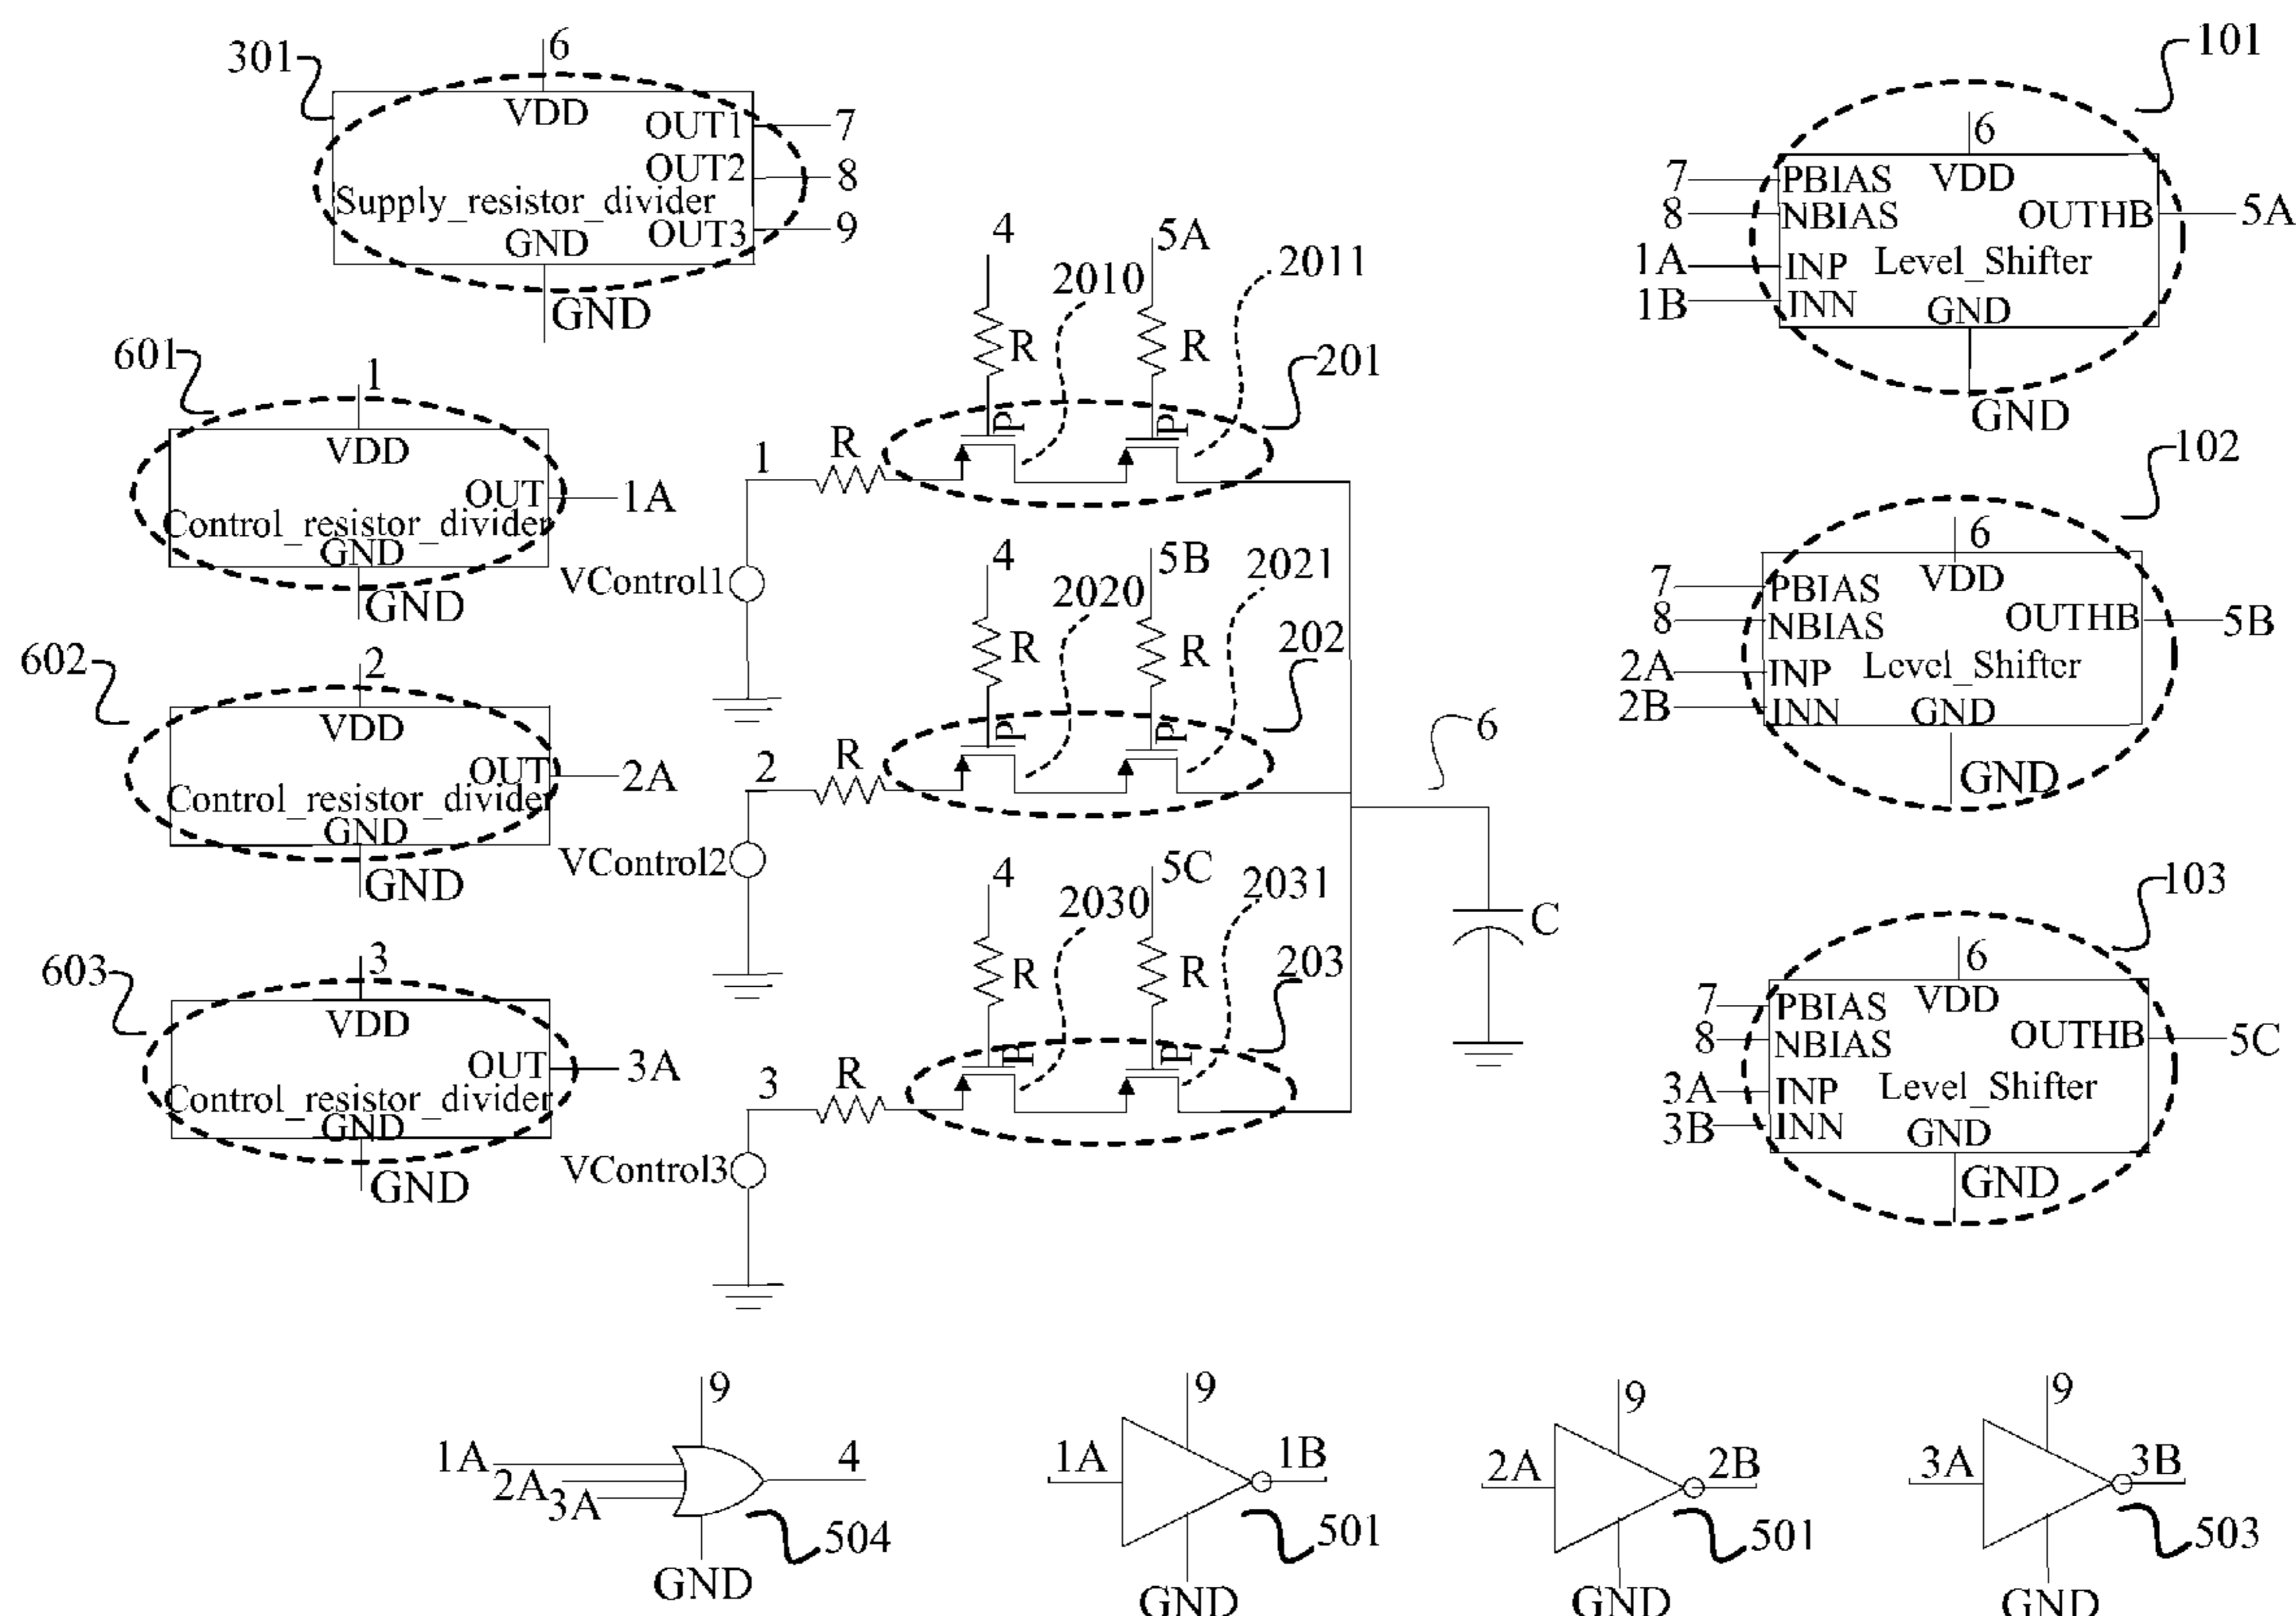 301
6
VDD
OUT1
7
OUT2
8
Supply_resistor_divider
OUT3
9
GND
GND
601
1
VDD
OUT
1A
Control_resistor_divider
GND
GND
602
2
VDD
OUT
2A
Control_resistor_divider
GND
GND
603
3
VDD
OUT
3A
Control_resistor_divider
GND
GND
4
5A
2010
2011
R
R
201
P
P
1
R
VControl1
4
5B
2020
2021
R
R
202
P
P
2
R
VControl2
4
5C
2030
2031
R
R
203
P
P
3
R
VControl3
6
C
101
6
7
PBIAS
VDD
8
NBIAS
OUTHB
5A
1A
INP
Level_Shifter
1B
INN
GND
GND
102
6
7
PBIAS
VDD
8
NBIAS
OUTHB
5B
2A
INP
Level_Shifter
2B
INN
GND
GND
103
6
7
PBIAS
VDD
8
NBIAS
OUTHB
5C
3A
INP
Level_Shifter
3B
INN
GND
GND
9
1A
2A
3A
4
504
GND
9
1A
1B
501
GND
9
2A
2B
501
GND
9
3A
3B
503
GND